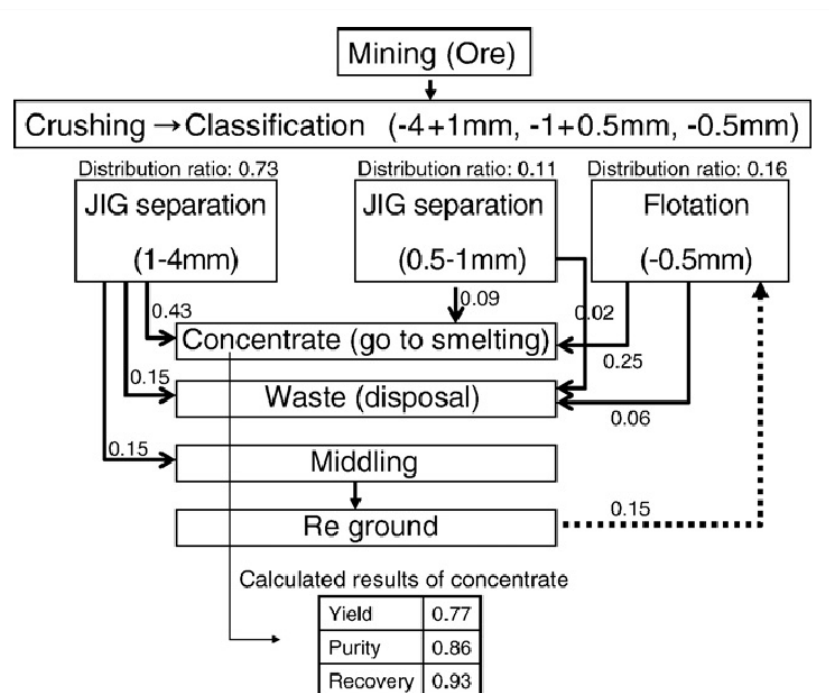 Mining (Ore)
Crushing → Classification (-4+1mm, -1+0.5mm, -0.5mm)
Distribution ratio: 0.73
Distribution ratio: 0.11
Distribution ratio: 0.16
JIG separation
(1-4mm)
JIG separation
(0.5-1mm)
Flotation
(-0.5mm)
0.43
0.09
0.02
Concentrate (go to smelting)
0.25
0.15
Waste (disposal)
0.06
0.15
Middling
Re ground
0.15
Calculated results of concentrate
Yield 0.77
Purity 0.86
Recovery 0.93